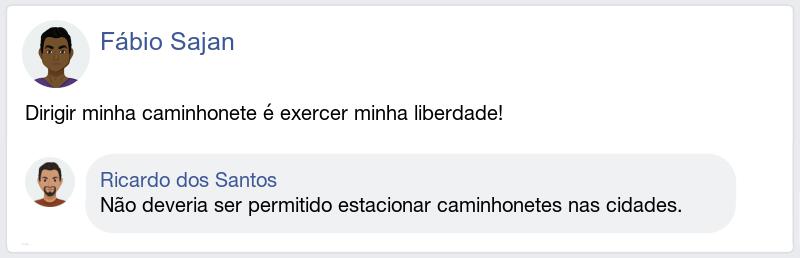 Fábio Sajan
Dirigir minha caminhonete é exercer minha liberdade!
Ricardo dos Santos
Não deveria ser permitido estacionar caminhonetes nas cidades.